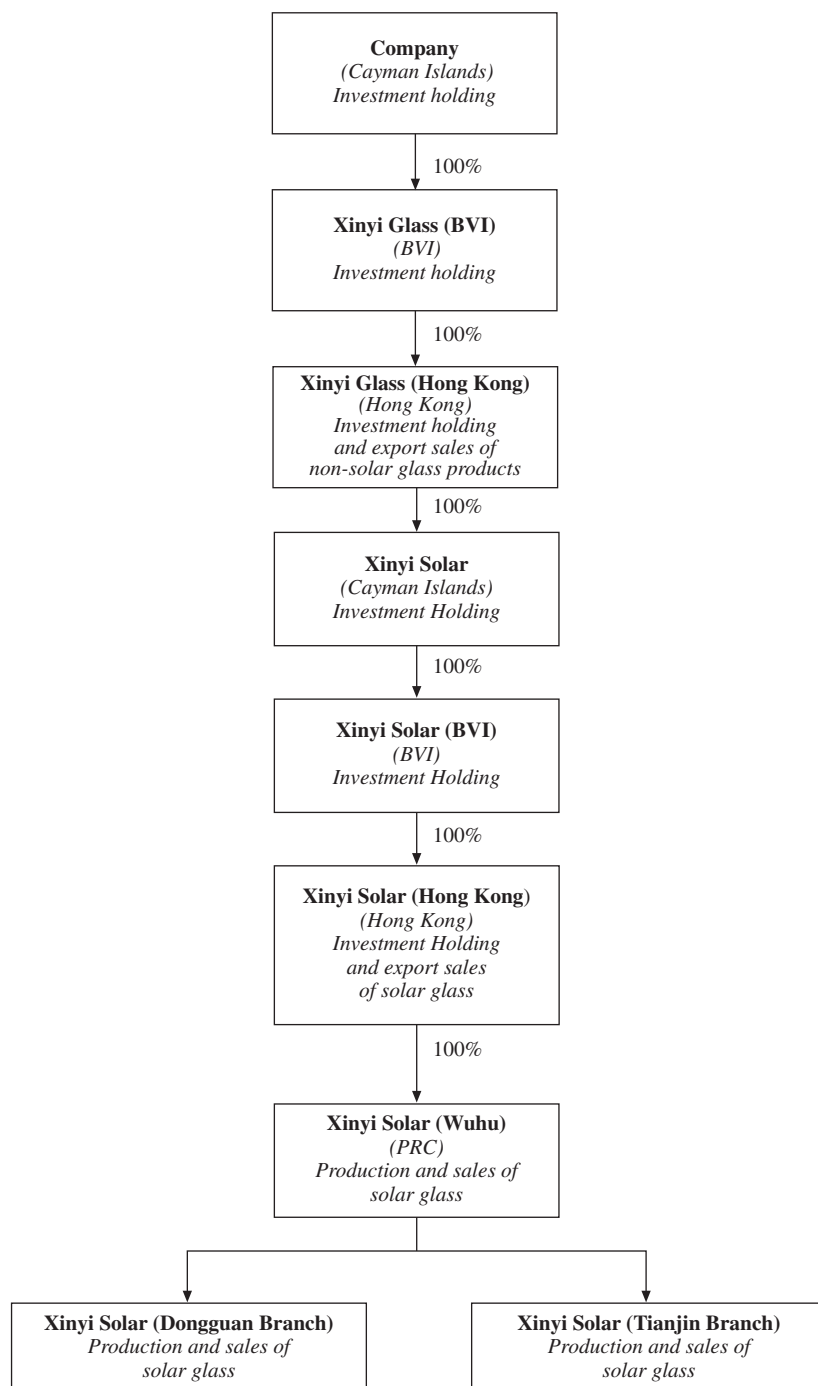 Company
(Cayman Islands)
Investment holding
100%
Xinyi Glass (BVI)
(BVI)
Investment holding
100%
Xinyi Glass (Hong Kong)
(Hong Kong)
Investment holding
and export sales of
non-solar glass products
100%
Xinyi Solar
(Cayman Islands)
Investment Holding
100%
Xinyi Solar (BVI)
(BVI)
Investment Holding
100%
Xinyi Solar (Hong Kong)
(Hong Kong)
Investment Holding
and export sales
of solar glass
100%
Xinyi Solar (Wuhu)
(PRC)
Production and sales of
solar glass
Xinyi Solar (Dongguan Branch)
Production and sales of
solar glass
Xinyi Solar (Tianjin Branch)
Production and sales of
solar glass